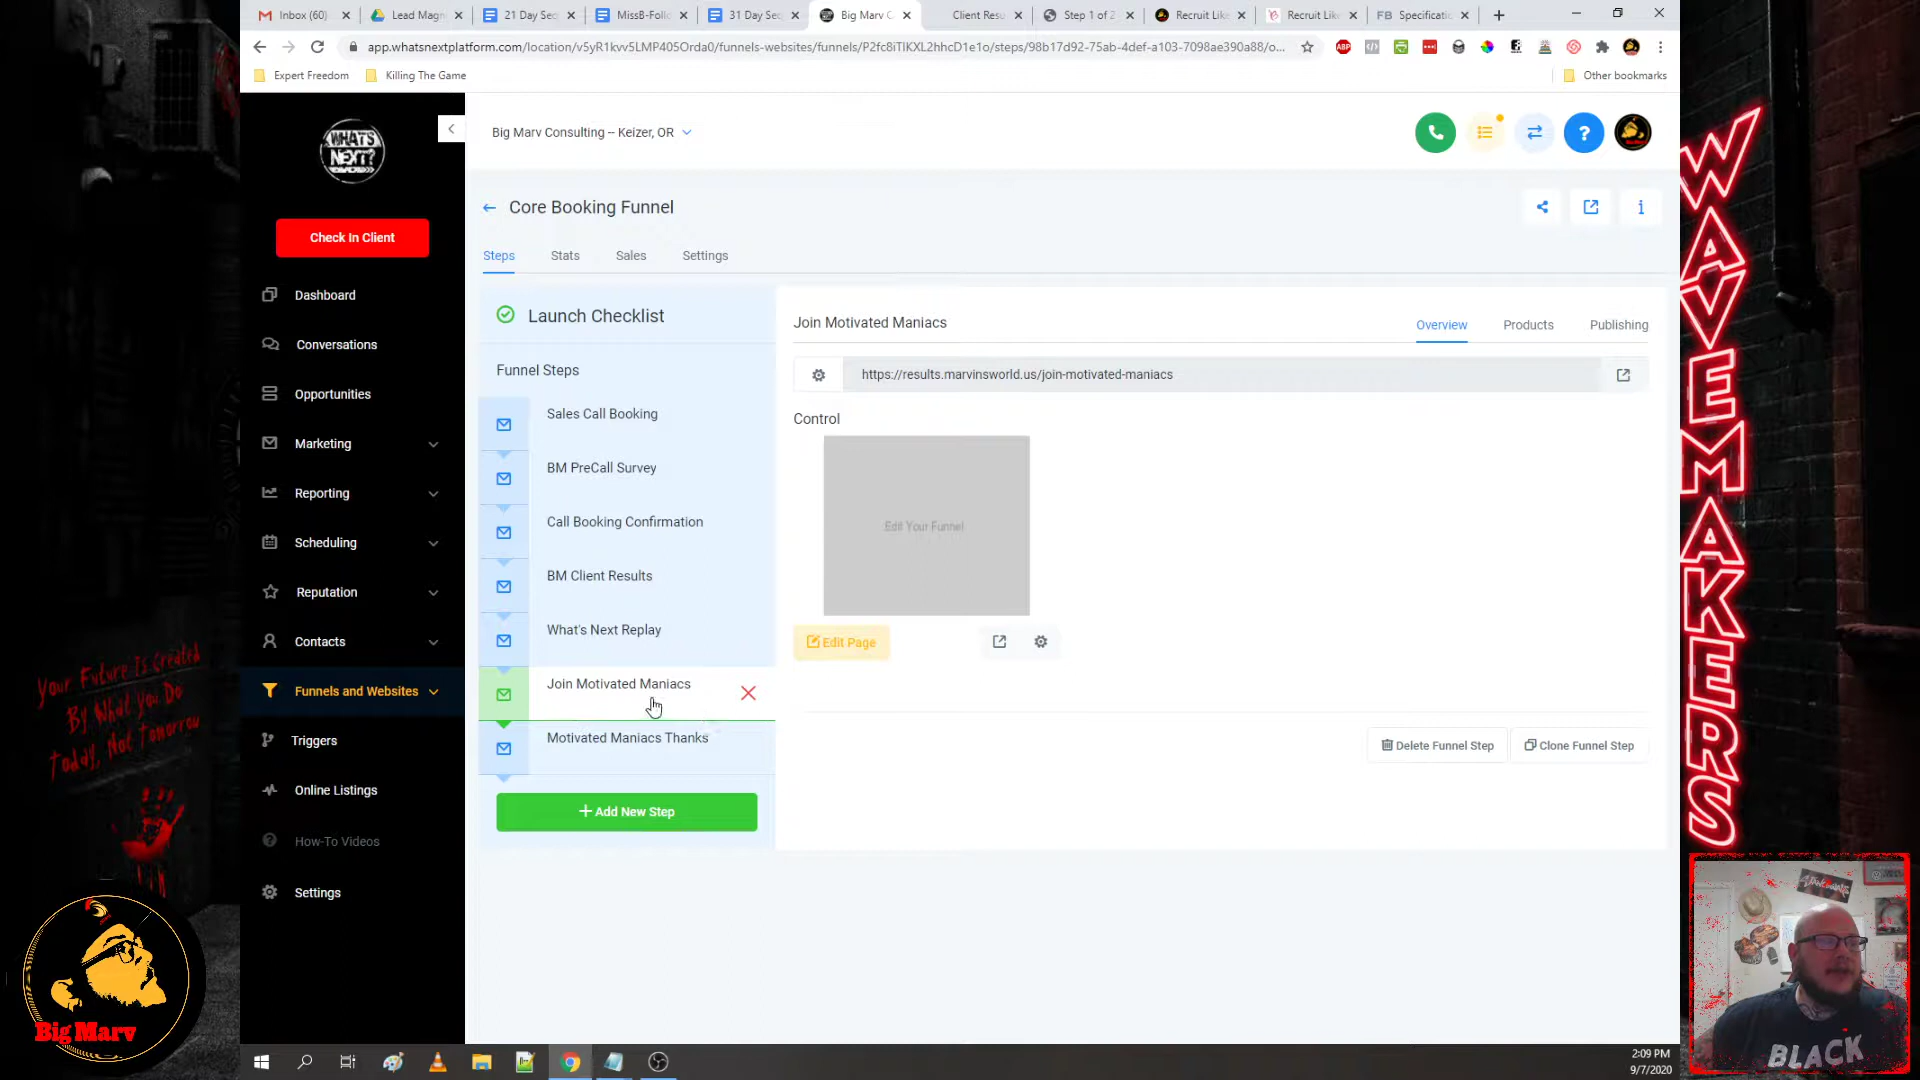 Inbox (60)
Lead Magn
21 Day Sec
MissB-Foll
31 Day Sec
Big Marv C
Client Resu
Step 1 of 2
Recruit Like
Recruit Like
FB Specificatio
app.whatsnextplatform.com/location/v5yR1kvv5LMP405Orda0/funnels-websites/funnels/P2fc8iTlKXL2hhcD1e1o/steps/98b17d92-75ab-4def-a103-7098ae390a88/o...
ABP
Expert Freedom
Killing The Game
Other bookmarks
WHAT'S NEXT?
Big Marv Consulting -- Keizer, OR
Check In Client
Dashboard
Conversations
Opportunities
Marketing
Reporting
Scheduling
Reputation
Contacts
Funnels and Websites
Triggers
Online Listings
How-To Videos
Settings
Core Booking Funnel
Steps
Stats
Sales
Settings
Launch Checklist
Funnel Steps
Sales Call Booking
BM PreCall Survey
Call Booking Confirmation
BM Client Results
What's Next Replay
Join Motivated Maniacs
Motivated Maniacs Thanks
+ Add New Step
Join Motivated Maniacs
Overview
Products
Publishing
https://results.marvinsworld.us/join-motivated-maniacs
Control
Edit Your Funnel
Edit Page
Delete Funnel Step
Clone Funnel Step
Your Future Is Created
By What You Do
Today, Not Tomorrow
Big Marv
WAVEMAKERS
BLACK
2:09 PM
9/7/2020